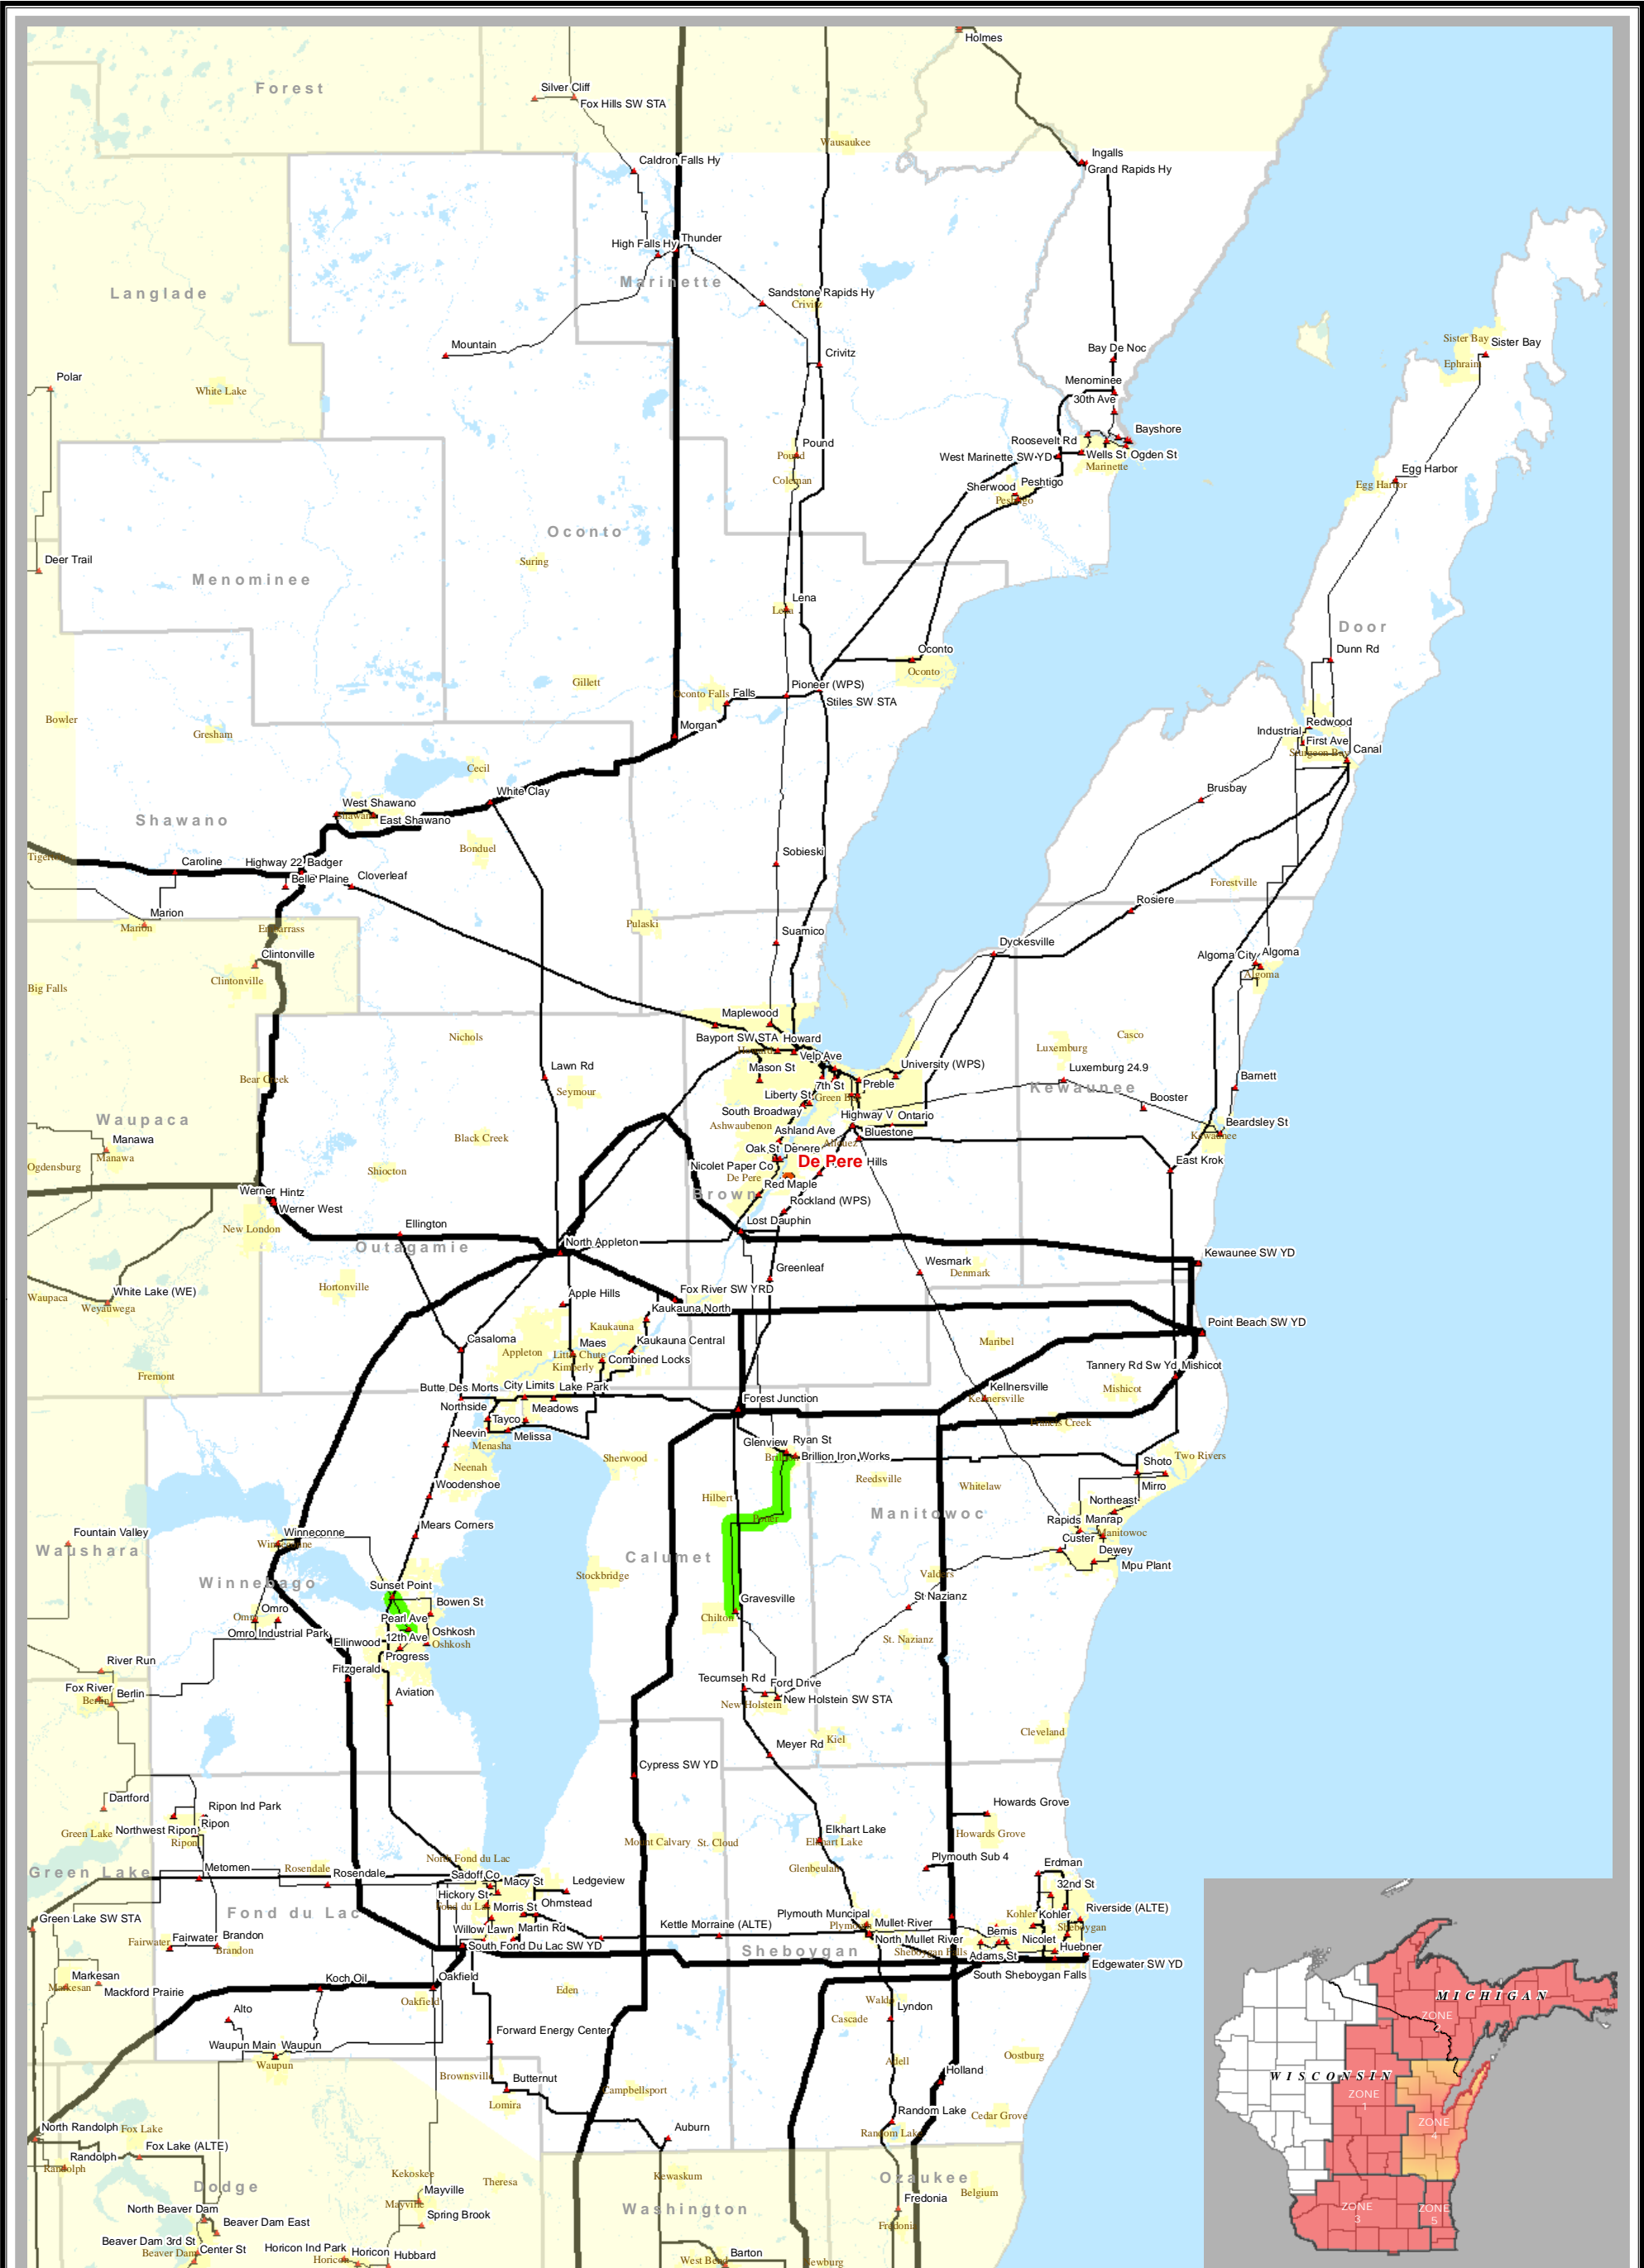 Holmes
Forest
Silver Cliff
Fox Hills SW STA
Wausaukee
Ingalls
Grand Rapids Hy
Caldron Falls Hy
High Falls Hy
Thunder
Marinette
Langlade
Sandstone Rapids Hy
Crivitz
Mountain
Crivitz
Bay De Noc
Sister Bay
Sister Bay
Ephraim
Polar
White Lake
Menominee
30th Ave
Bayshore
Roosevelt Rd
Pound
Pound
West Marinette SW YD
Wells St
Ogden St
Marinette
Coleman
Sherwood
Peshtigo
Peshtigo
Egg Harbor
Egg Harbor
Oconto
Suring
Deer Trail
Menominee
Lena
Lena
Door
Dunn Rd
Oconto
Oconto
Gillett
Oconto Falls
Falls
Pioneer (WPS)
Stiles SW STA
Bowler
Gresham
Morgan
Redwood
Industrial
First Ave
Sturgeon Bay
Canal
Cecil
White Clay
Brusbay
West Shawano
Shawano
East Shawano
Shawano
Bonduel
Sobieski
Caroline
Highway 22
Badger
Belle Plaine
Cloverleaf
Forestville
Rosiere
Marion
Marion
Embarrass
Pulaski
Suamico
Dyckesville
Clintonville
Clintonville
Algoma City
Algoma
Algoma
Big Falls
Maplewood
Nichols
Bayport SW STA
Howard
Howard
Velp Ave
Casco
Luxemburg
Lawn Rd
Mason St
University (WPS)
Luxemburg 24.9
Bear Creek
Seymour
7th St
Preble
Kewaunee
Barnett
Liberty St
Green Bay
Booster
Waupaca
South Broadway
Highway V
Ontario
Beardsley St
Kewaunee
Manawa
Manawa
Black Creek
Ashwaubenon
Ashland Ave
Bluestone
Allouez
Ogdensburg
Shiocton
Oak St
Depere
De Pere
Hills
East Krok
Nicolet Paper Co
De Pere
Red Maple
Werner
Hintz
Werner West
Brown
Rockland (WPS)
New London
Ellington
Lost Dauphin
Outagamie
North Appleton
Kewaunee SW YD
Hortonville
Greenleaf
Wesmark
Denmark
Waupaca
White Lake (WE)
Weyauwega
Apple Hills
Fox River SW YRD
Kaukauna North
Point Beach SW YD
Kaukauna
Casaloma
Maes
Kaukauna Central
Maribel
Appleton
Little Chute
Combined Locks
Kimberly
Tannery Rd Sw Yd
Mishicot
Fremont
Butte Des Morts
City Limits
Lake Park
Kellnersville
Kellnersville
Mishicot
Northside
Meadows
Forest Junction
Tayco
Francis Creek
Neevin
Melissa
Menasha
Glenview
Ryan St
Brillion
Brillion Iron Works
Sherwood
Two Rivers
Shoto
Neenah
Reedsville
Whitelaw
Mirro
Woodenshoe
Hilbert
Northeast
Manitowoc
Fountain Valley
Winneconne
Winneconne
Mears Corners
Potter
Rapids
Manrap
Custer
Manitowoc
Waushara
Calumet
Dewey
Mpu Plant
Winnebago
Sunset Point
Stockbridge
Valders
Bowen St
Gravesville
St Nazianz
Omro
Omro
Pearl Ave
Chilton
Omro Industrial Park
Ellinwood
12th Ave
Oshkosh
Oshkosh
St. Nazianz
Progress
River Run
Fitzgerald
Tecumseh Rd
Ford Drive
Fox River
Berlin
Berlin
Aviation
New Holstein
New Holstein SW STA
Cleveland
Kiel
Meyer Rd
Cypress SW YD
Dartford
Ripon Ind Park
Howards Grove
Green Lake
Northwest Ripon
Ripon
Ripon
Mount Calvary
St. Cloud
Elkhart Lake
Elkhart Lake
Howards Grove
North Fond du Lac
Plymouth Sub 4
Green Lake
Metomen
Rosendale
Rosendale
Sadoff Co
Glenbeulah
Erdman
Macy St
Ledgeview
32nd St
Hickory St
Fond du Lac
Morris St
Ohmstead
Fond du Lac
Plymouth Muncipal
Kohler
Kohler
Riverside (ALTE)
Green Lake SW STA
Willow Lawn
Martin Rd
Kettle Morraine (ALTE)
Plymouth
Mullet River
Bemis
Sheboygan
Fairwater
Fairwater
Brandon
Brandon
South Fond Du Lac SW YD
Sheboygan
North Mullet River
Nicolet
Huebner
Sheboygan Falls
Adams St
Edgewater SW YD
South Sheboygan Falls
Markesan
Markesan
Mackford Prairie
Koch Oil
Oakfield
Oakfield
Eden
Waldo
Lyndon
Alto
Cascade
Forward Energy Center
Waupun Main
Waupun
Waupun
Adell
Oostburg
Brownsville
Butternut
Campbellsport
Holland
Lomira
Random Lake
Cedar Grove
North Randolph
Fox Lake
Fox Lake (ALTE)
Auburn
Random Lake
Randolph
Randolph
Dodge
Kekoskee
Theresa
Kewaskum
Ozaukee
Belgium
Mayville
Mayville
Washington
Fredonia
North Beaver Dam
Beaver Dam East
Spring Brook
Fredonia
Beaver Dam 3rd St
Beaver Dam
Center St
Horicon Ind Park
Horicon
Horicon
Hubbard
West Bend
Barton
Newburg
MICHIGAN
ZONE
WISCONSIN
ZONE
1
ZONE
4
ZONE
3
ZONE
5